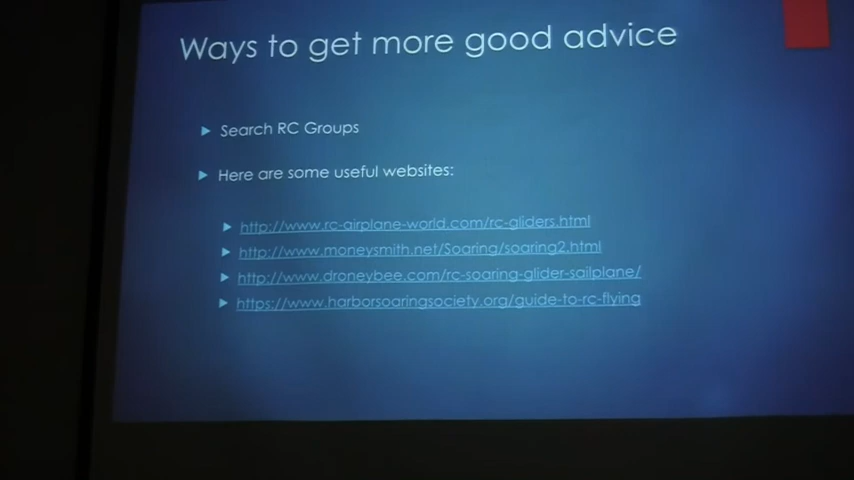 Ways to get more good advice
Search RC Groups
Here are some useful websites:
http://www.rc-airplane-world.com/rc-gliders.html
http://www.moneysmith.net/Soaring/soaring2.html
http://www.droneybee.com/rc-soaring-glider-sailplane/
https://www.harborsoaringsociety.org/guide-to-rc-flying